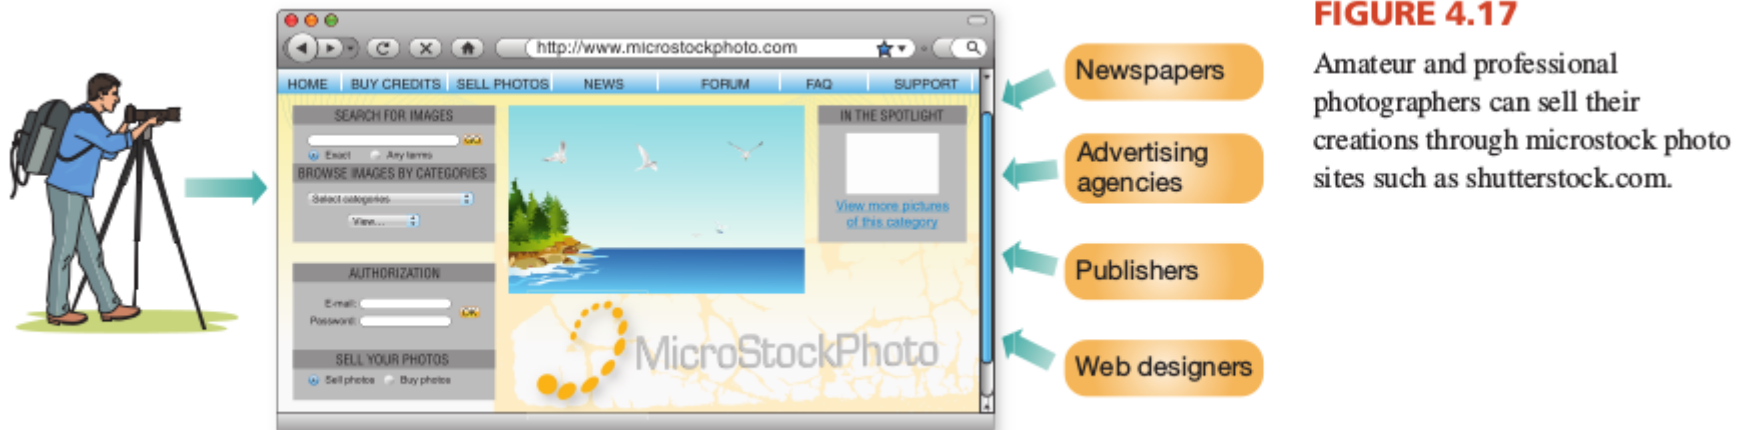 http://www.microstockphoto.com
HOME BUY CREDITS SELL PHOTOS NEWS FORUM FAQ SUPPORT
SEARCH FOR IMAGES
GO
Exact Any terms
BROWSE IMAGES BY CATEGORIES
Select categories
View...
AUTHORIZATION
E-mail:
Password:
OK
SELL YOUR PHOTOS
Sell photos Buy photos
IN THE SPOTLIGHT
View more pictures
of this category
MicroStockPhoto
Newspapers
Advertising
agencies
Publishers
Web designers
FIGURE 4.17
Amateur and professional
photographers can sell their
creations through microstock photo
sites such as shutterstock.com.